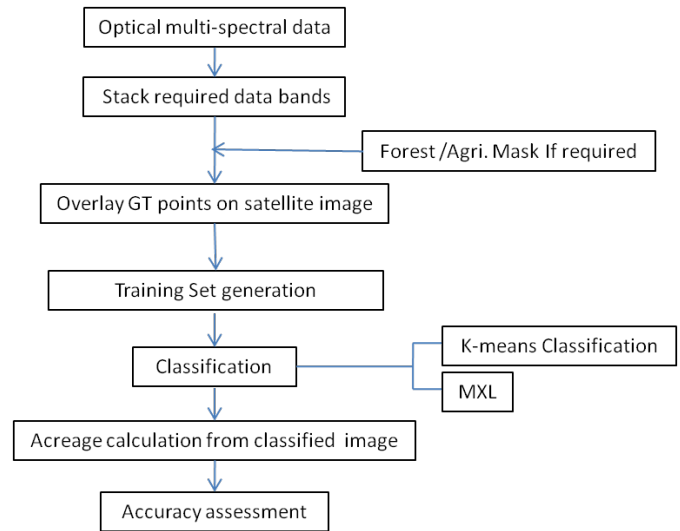 Optical multi-spectral data
Stack required data bands
Forest /Agri. Mask If required
Overlay GT points on satellite image
Training Set generation
Classification
K-means Classification
MXL
Acreage calculation from classified image
Accuracy assessment